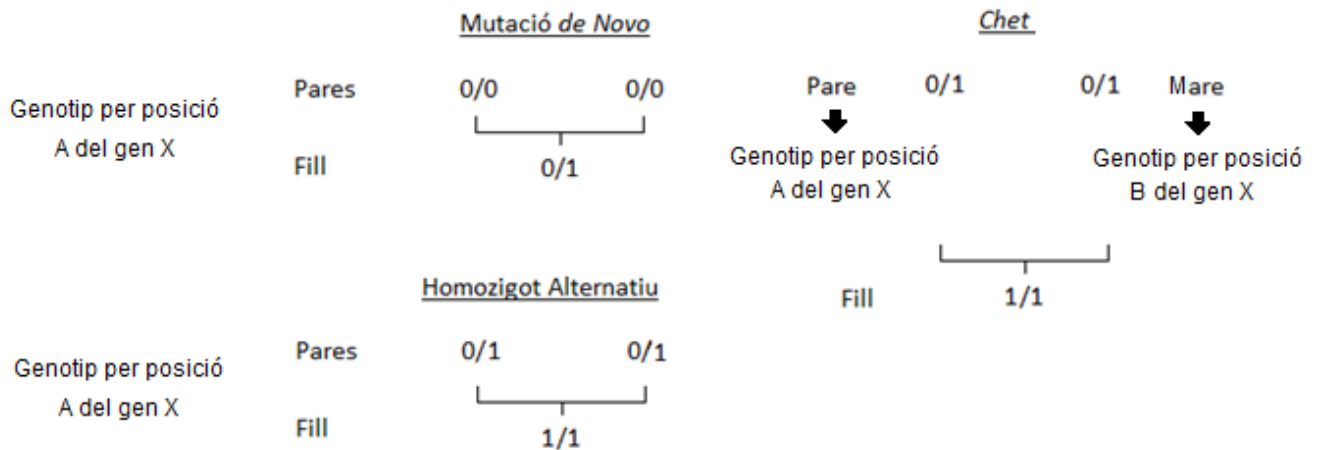 Mutació de Novo
Pares 0/0 0/0
Genotip per posició
A del gen X
Fill 0/1
Chet
Pare 0/1 0/1 Mare
Genotip per posició
A del gen X
Genotip per posició
B del gen X
Fill 1/1
Homozigot Alternatiu
Pares 0/1 0/1
Genotip per posició
A del gen X
Fill 1/1